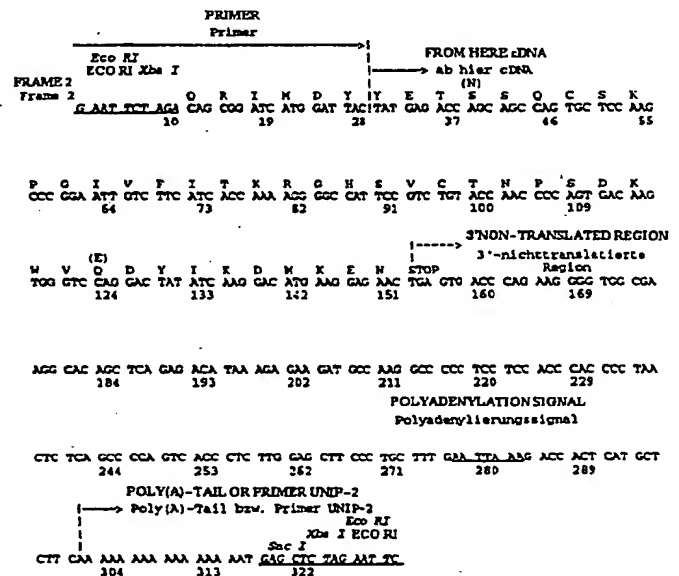 PRIMER
Primer
Eco RI
ECO RI Xba I
FROM HERE cDNA
ab hier cDNA
(N)
FRAME 2
Frame 2
Q R I M D Y Y E T S S Q C S K
G AAT TCT AGA CAG CGG ATC ATG GAT TAC TAT GAG ACC AGC AGC CAG TGC TCC AAG
10 19 28 37 46 55
P G I V F I T K R G H S V C T N P S D K
CCC GGA ATT GTC TTC ATC ACC AAA AGG GGC CAT TCC GTC TGT ACC AAC CCC AGT GAC AAG
64 73 82 91 100 109
3'NON-TRANSLATED REGION
3'-nichttranslatierte
Region
(E)
W V Q D Y I K D M K E N STOP
TGG GTC CAG GAC TAT ATC AAG GAC ATG AAG GAG AAC TGA GTG ACC CAG AAG GGG TGG CGA
124 133 142 151 160 169
AGG CAC AGC TCA GAG ACA TAA AGA GAA GAT GCC AAG GCC CCC TCC TCC ACC CAC CCC TAA
184 193 202 211 220 229
POLYADENYLATION SIGNAL
Polyadenylierungssignal
CTC TCA GCC CCA GTC ACC CTC TTG GAG CTT CCC TGC TTT GAA TTA AAG ACC ACT CAT GCT
244 253 262 271 280 289
POLY(A)-TAIL OR PRIMER UNIP-2
Poly(A)-Tail bzw. Primer UNIP-2
Eco RI
Xba I ECO RI
Sac I
CTT CAA AAA AAA AAA AAA AAA AAT GAG CTC TAG AAT TC
304 313 322